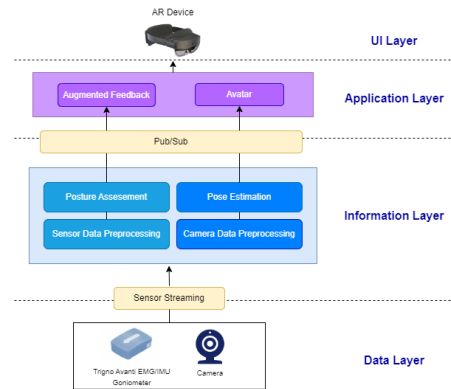 AR Device
UI Layer
Augmented Feedback
Avatar
Application Layer
Pub/Sub
Posture Assesment
Pose Estimation
Information Layer
Sensor Data Preprocessing
Camera Data Preprocessing
Sensor Streaming
Trigno Avanti EMG/IMU
Goniometer
Camera
Data Layer